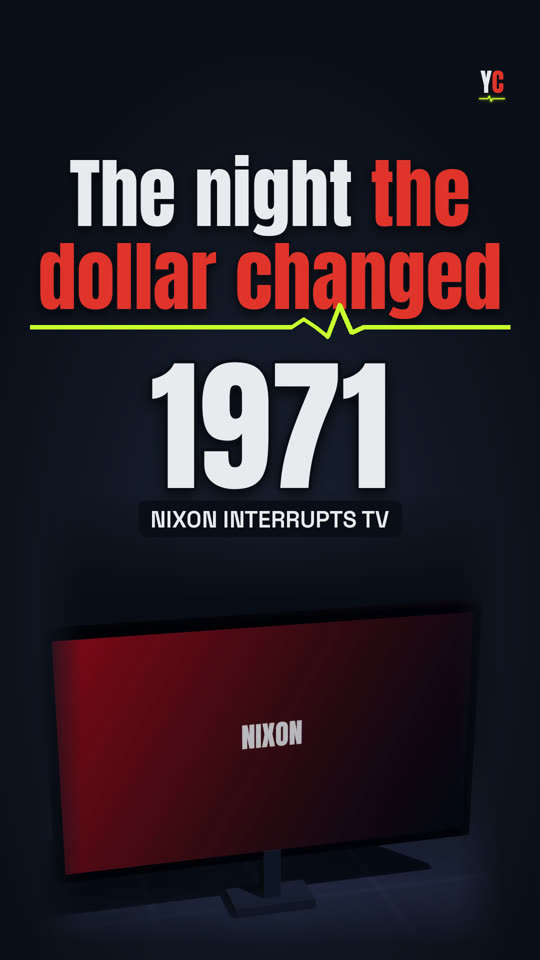 YC
The night the
dollar changed
1971
NIXON INTERRUPTS TV
NIXON